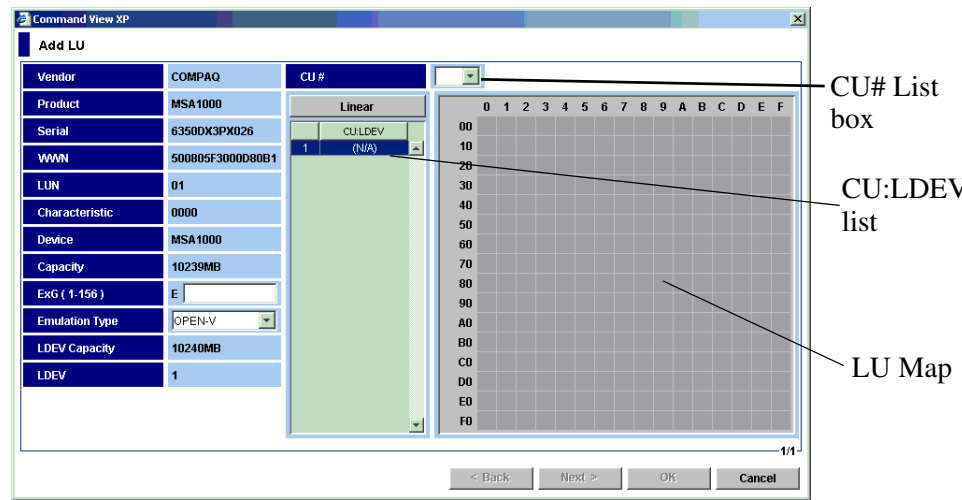 Command View XP
Add LU
Vendor COMPAQ CU #
Product MSA1000 Linear 0 1 2 3 4 5 6 7 8 9 A B C D E F
Serial 6350DX3PX026 CU:LDEV 00
WWN 500805F3000D80B1 1 (N/A) 10
20
LUN 01 30
Characteristic 0000 40
50
Device MSA1000 60
Capacity 10239MB 70
80
ExG ( 1-156 ) E 90
Emulation Type OPEN-V A0
LDEV Capacity 10240MB B0
C0
LDEV 1 D0
E0
F0
1/1
< Back Next > OK Cancel
CU# List
box
CU:LDEV
list
LU Map